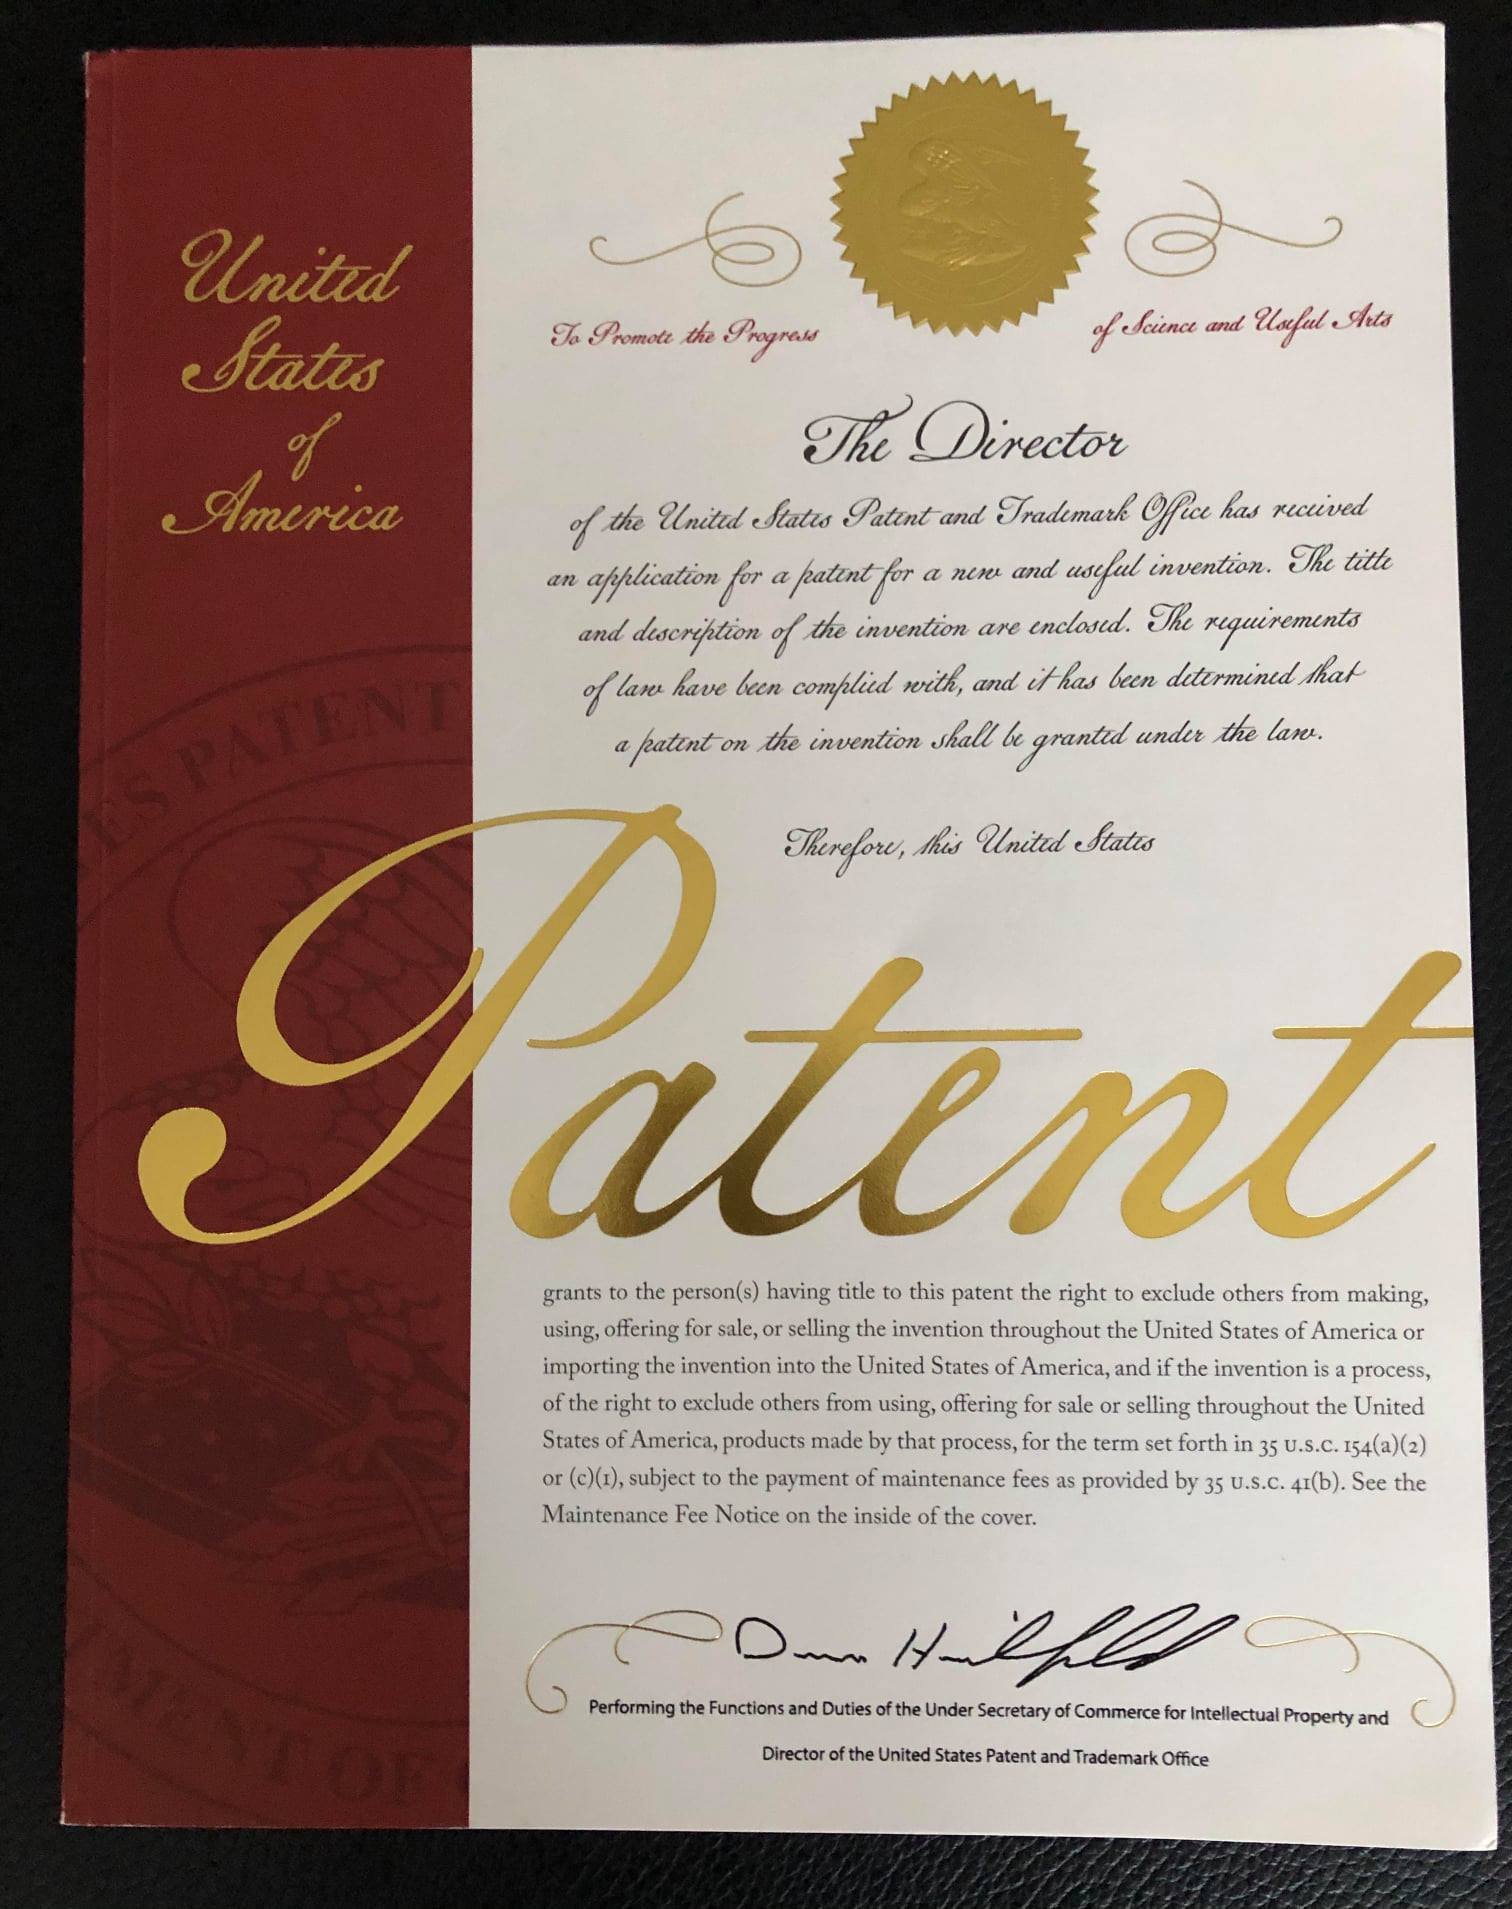 United
States
of
America
To Promote the Progress
of Science and Useful Arts
The Director
of the United States Patent and Trademark Office has received
an application for a patent for a new and useful invention. The title
and description of the invention are enclosed. The requirements
of law have been complied with, and it has been determined that
a patent on the invention shall be granted under the law.
Therefore, this United States
Patent
grants to the person(s) having title to this patent the right to exclude others from making,
using, offering for sale, or selling the invention throughout the United States of America or
importing the invention into the United States of America, and if the invention is a process,
of the right to exclude others from using, offering for sale or selling throughout the United
States of America, products made by that process, for the term set forth in 35 U.S.C. 154(a)(2)
or (c)(1), subject to the payment of maintenance fees as provided by 35 U.S.C. 41(b). See the
Maintenance Fee Notice on the inside of the cover.
Performing the Functions and Duties of the Under Secretary of Commerce for Intellectual Property and
Director of the United States Patent and Trademark Office
ES PATENT
MENT OF